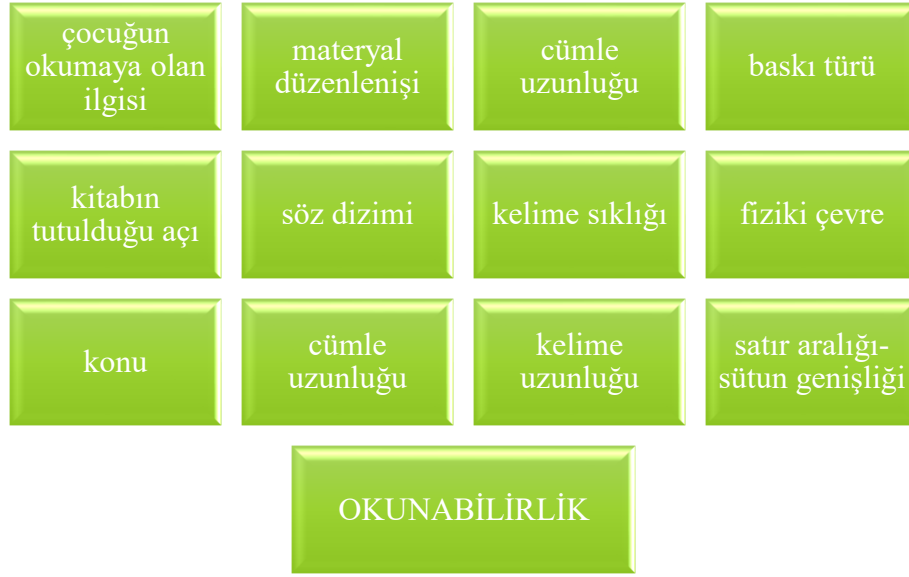 çocuğun
okumaya olan
ilgisi
materyal
düzenlenişi
cümle
uzunluğu
baskı türü
kitabın
tutulduğu açı
söz dizimi
kelime sıklığı
fiziki çevre
konu
cümle
uzunluğu
kelime
uzunluğu
satır aralığı-
sütun genişliği
OKUNABİLİRLİK